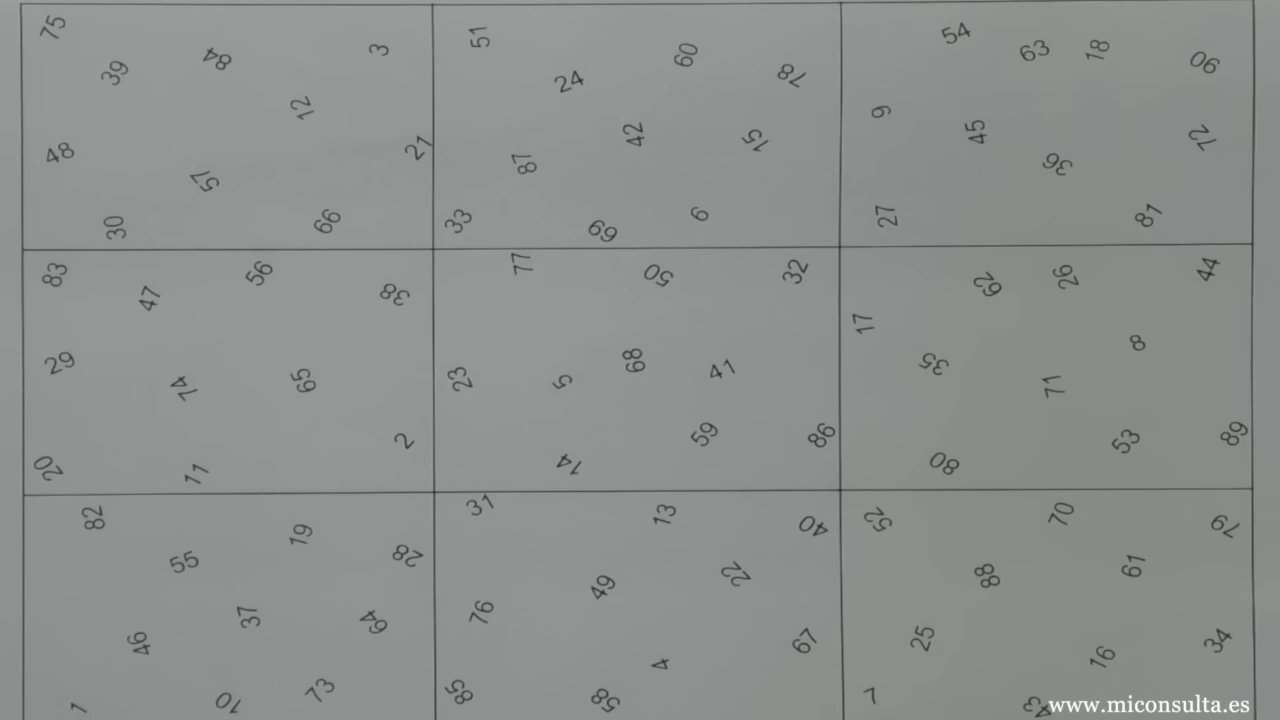 75 39 84 3
12
48 57 21
30 66
51 24 60 78
42 15
87
33 69 6
54 63 18 90
9 45 36 72
27 81
83 47 56 38
29 74 65
20 11 2
77 50 32
23 5 68 41
14 59 86
62 26 44
17 35 71 8
80 53 89
82 55 19 28
46 37 64
1 10 73
31 13 40
49 22
76 67
85 58 4
52 70 79
88 61
25 16 34
7 43
www.miconsulta.es